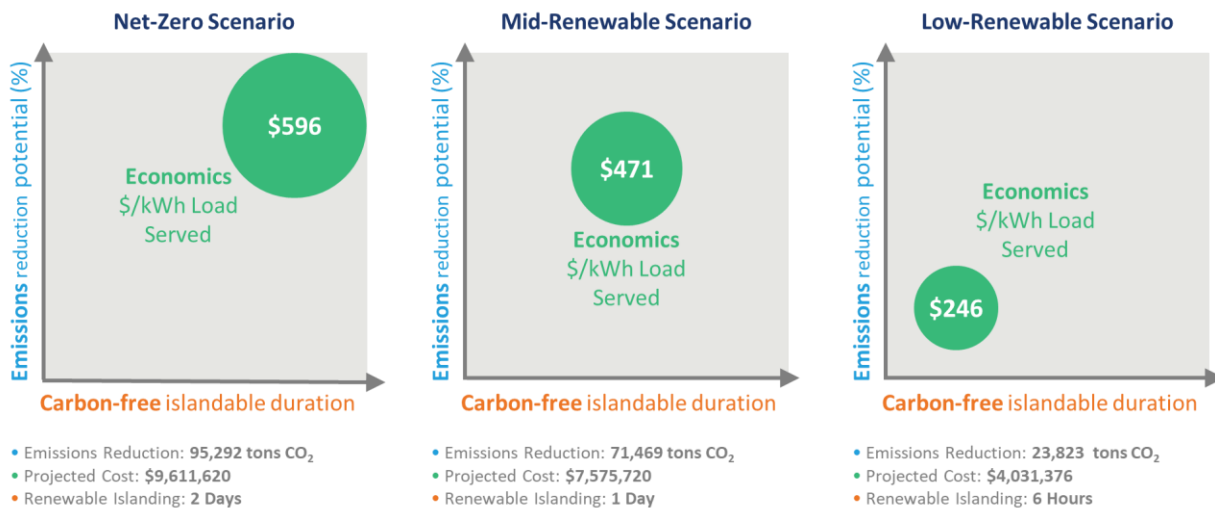 Net-Zero Scenario
Emissions reduction potential (%)
$596
Economics
$/kWh Load
Served
Carbon-free islandable duration
• Emissions Reduction: 95,292 tons CO₂
• Projected Cost: $9,611,620
• Renewable Islanding: 2 Days
Mid-Renewable Scenario
Emissions reduction potential (%)
$471
Economics
$/kWh Load
Served
Carbon-free islandable duration
• Emissions Reduction: 71,469 tons CO₂
• Projected Cost: $7,575,720
• Renewable Islanding: 1 Day
Low-Renewable Scenario
Emissions reduction potential (%)
Economics
$/kWh Load
Served
$246
Carbon-free islandable duration
• Emissions Reduction: 23,823 tons CO₂
• Projected Cost: $4,031,376
• Renewable Islanding: 6 Hours